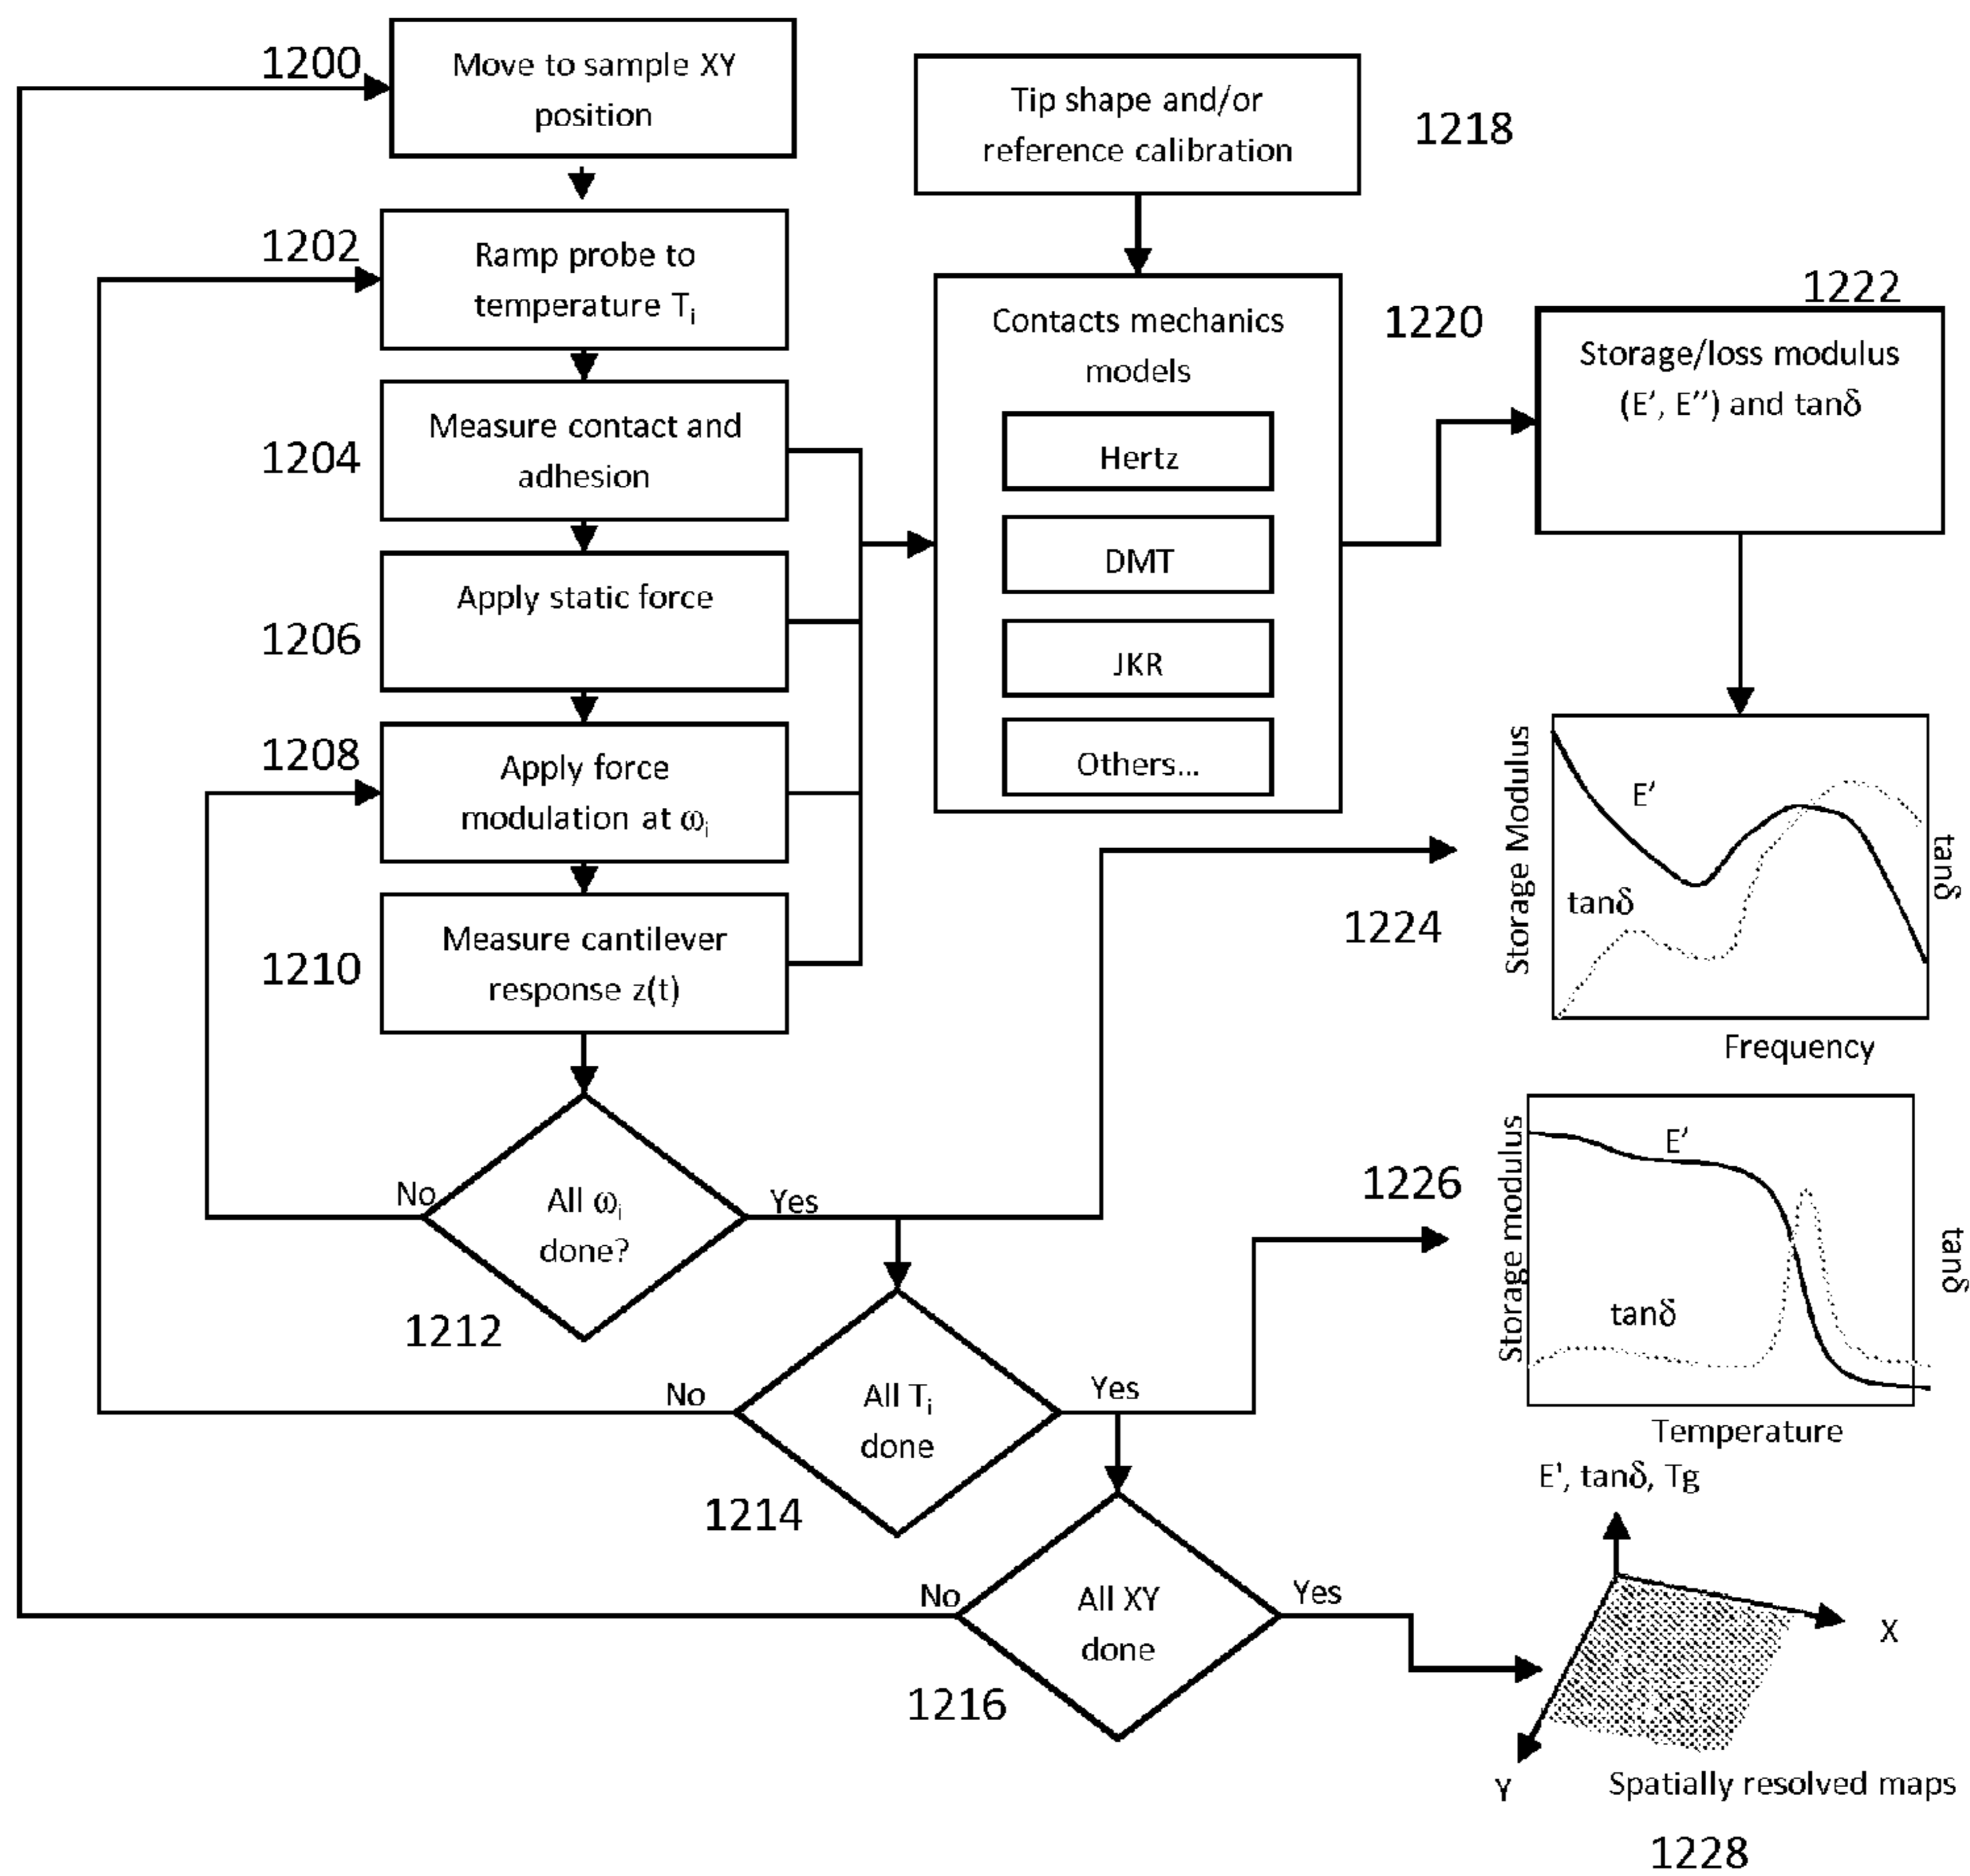 1200
Move to sample XY
position
1202
Ramp probe to
temperature Ti
1204
Measure contact and
adhesion
1206
Apply static force
1208
Apply force
modulation at ωi
1210
Measure cantilever
response z(t)
No
All ωi
done?
Yes
1212
No
All Ti
done
Yes
1214
No
All XY
done
Yes
1216
Tip shape and/or
reference calibration
1218
Contacts mechanics
models
1220
Hertz
DMT
JKR
Others...
1222
Storage/loss modulus
(E’, E’’) and tanδ
1224
Storage Modulus
E’
tanδ
tanδ
Frequency
1226
Storage modulus
E’
tanδ
tanδ
Temperature
E', tanδ, Tg
X
Y
Spatially resolved maps
1228